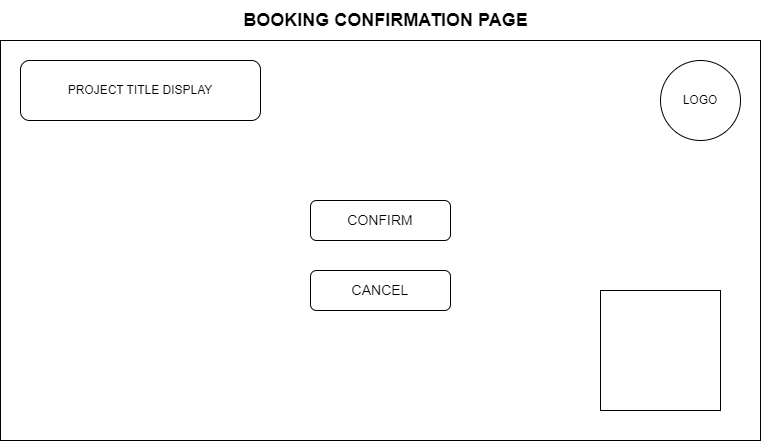 BOOKING CONFIRMATION PAGE
PROJECT TITLE DISPLAY
LOGO
CONFIRM
CANCEL